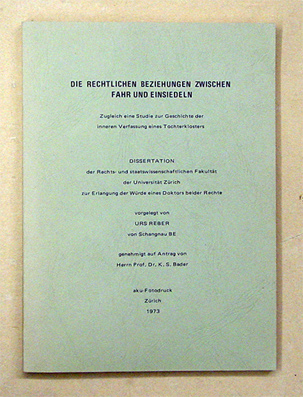 DIE RECHTLICHEN BEZIEHUNGEN ZWISCHEN
FAHR UND EINSIEDELN
Zugleich eine Studie zur Geschichte der
inneren Verfassung eines Tochterklosters
DISSERTATION
der Rechts- und staatswissenschaftlichen Fakultät
der Universität Zürich
zur Erlangung der Würde eines Doktors beider Rechte
vorgelegt von
URS REBER
von Schangnau BE
genehmigt auf Antrag von
Herrn Prof. Dr. K. S. Bader
aku-Fotodruck
Zürich
1973